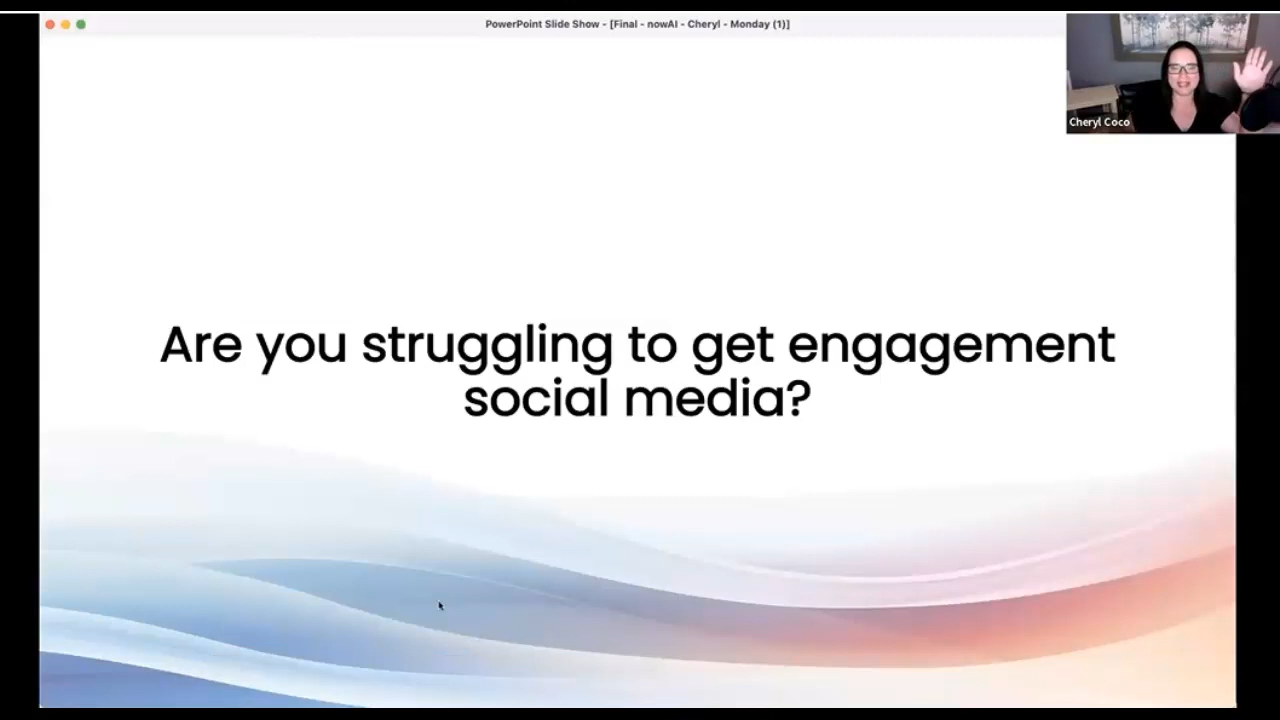 PowerPoint Slide Show - [Final - nowAI - Cheryl - Monday (1)]
Cheryl Coco
Are you struggling to get engagement
social media?